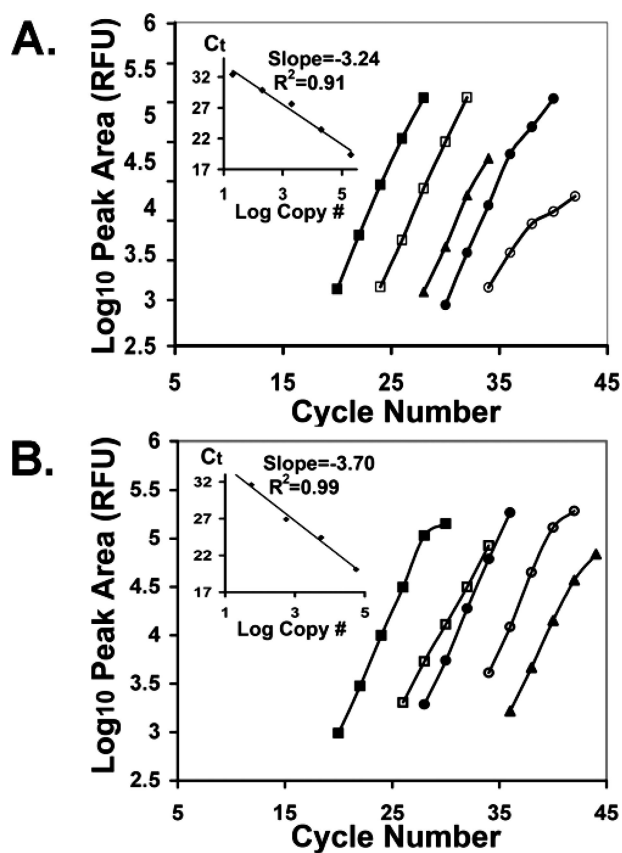 A.
Log10 Peak Area (RFU)
6
5.5
5
4.5
4
3.5
3
2.5
Ct
Slope=-3.24
R2=0.91
32
27
22
17
1 3 5
Log Copy #
5 15 25 35 45
Cycle Number
B.
Log10 Peak Area (RFU)
6
5.5
5
4.5
4
3.5
3
2.5
Ct
Slope=-3.70
R2=0.99
32
27
22
17
1 3 5
Log Copy #
5 15 25 35 45
Cycle Number